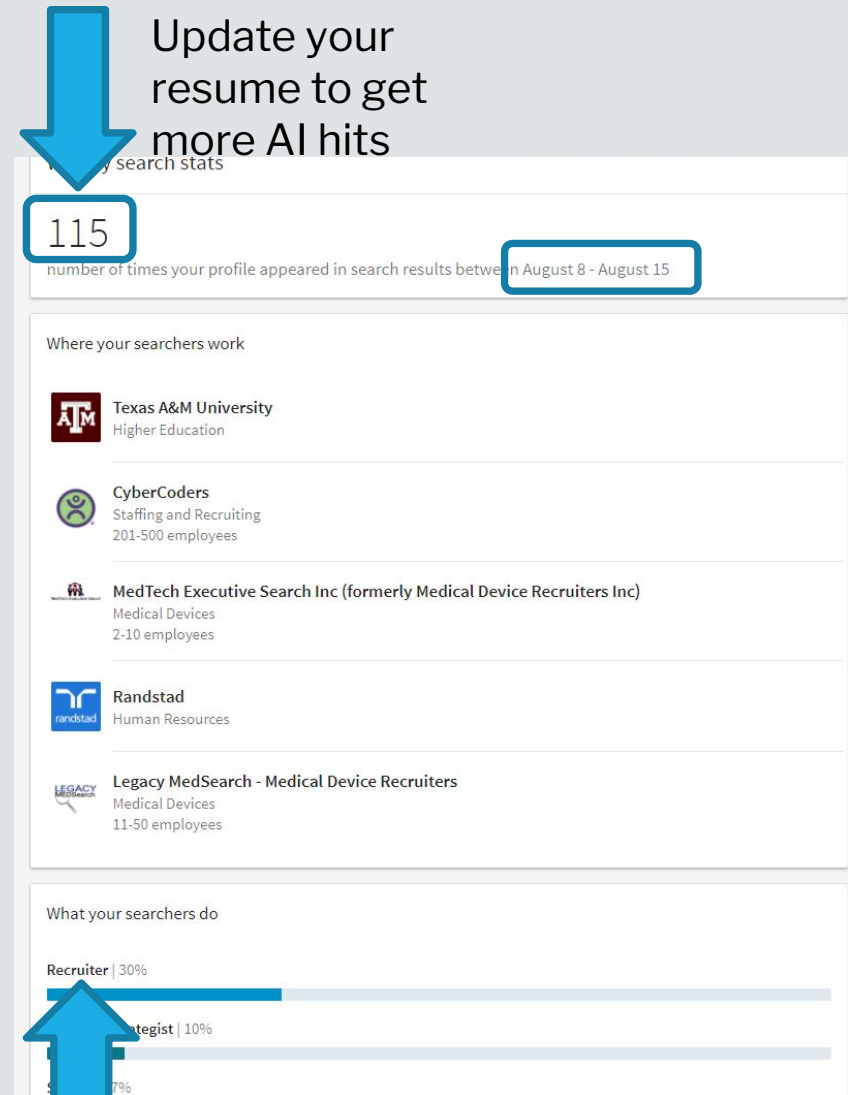 Update your
resume to get
more AI hits
search stats
115
number of times your profile appeared in search results between August 8 - August 15
Where your searchers work
ATM
Texas A&M University
Higher Education
CyberCoders
Staffing and Recruiting
201-500 employees
MedTech Executive Search Inc (formerly Medical Device Recruiters Inc)
Medical Devices
2-10 employees
randstad
Randstad
Human Resources
LEGACY
MEDSearch
Legacy MedSearch - Medical Device Recruiters
Medical Devices
11-50 employees
What your searchers do
Recruiter | 30%
| 10%
7%